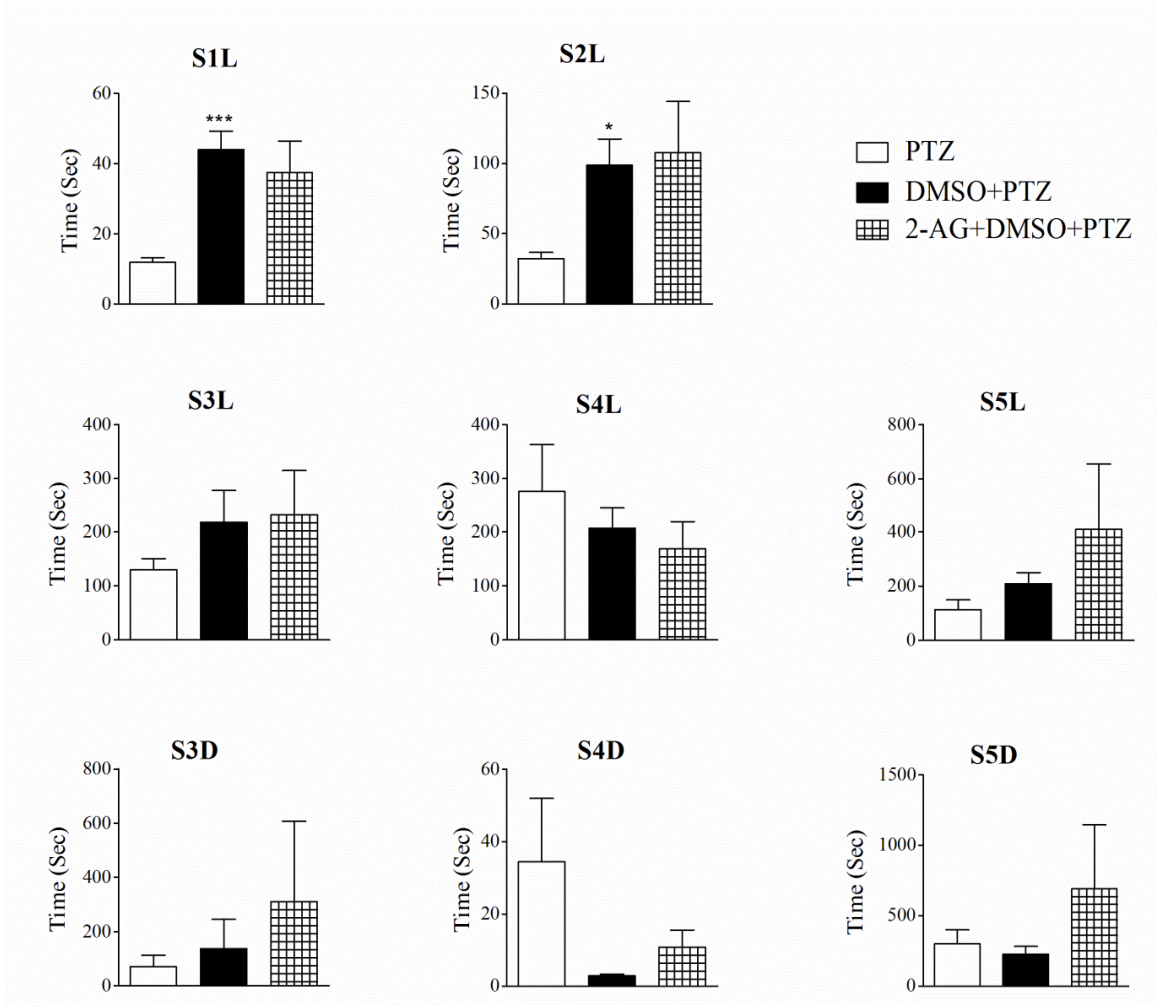 S1L
Time (Sec)
60
40
20
0
***
S2L
Time (Sec)
150
100
50
0
*
PTZ
DMSO+PTZ
2-AG+DMSO+PTZ
S3L
Time (Sec)
400
300
200
100
0
S4L
Time (Sec)
400
300
200
100
0
S5L
Time (Sec)
800
600
400
200
0
S3D
Time (Sec)
800
600
400
200
0
S4D
Time (Sec)
60
40
20
0
S5D
Time (Sec)
1500
1000
500
0